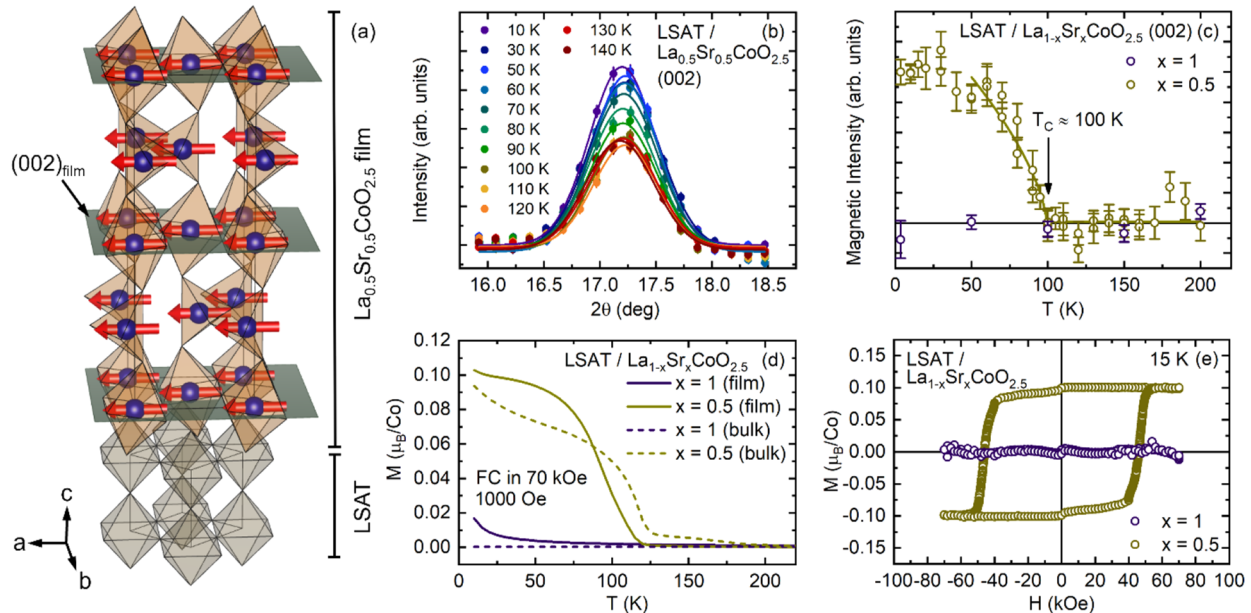 (a)
(002)film
La0.5Sr0.5CoO2.5 film
LSAT
c
a
b
(b)
LSAT /
La0.5Sr0.5CoO2.5
(002)
10 K
30 K
50 K
60 K
70 K
80 K
90 K
100 K
110 K
120 K
130 K
140 K
Intensity (arb. units)
16.0 16.5 17.0 17.5 18.0 18.5
2θ (deg)
LSAT / La1-xSrxCoO2.5 (002) (c)
x = 1
x = 0.5
TC ≈ 100 K
Magnetic Intensity (arb. units)
0 50 100 150 200
T (K)
LSAT / La1-xSrxCoO2.5 (d)
x = 1 (film)
x = 0.5 (film)
x = 1 (bulk)
x = 0.5 (bulk)
FC in 70 kOe
1000 Oe
M (μB/Co)
0.12
0.10
0.08
0.06
0.04
0.02
0.00
0 50 100 150 200
T (K)
LSAT /
La1-xSrxCoO2.5
15 K (e)
x = 1
x = 0.5
M (μB/Co)
0.15
0.10
0.05
0.00
-0.05
-0.10
-0.15
-100 -80 -60 -40 -20 0 20 40 60 80 100
H (kOe)